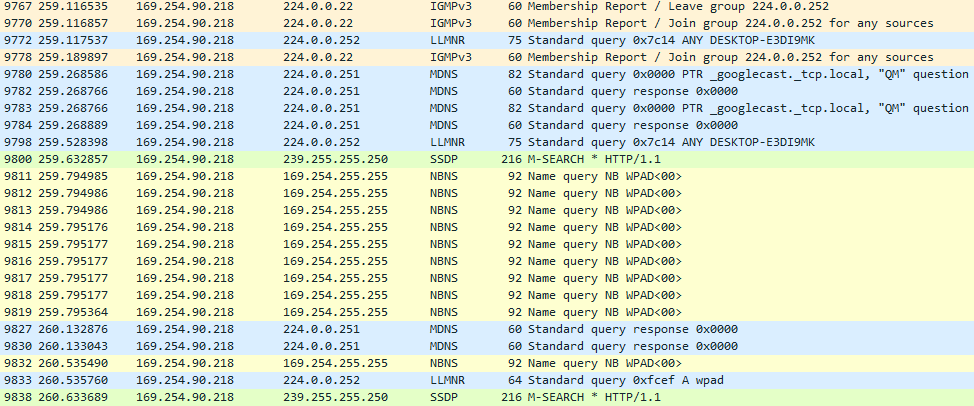 9767 259.116535 169.254.90.218 224.0.0.22 IGMPv3 60 Membership Report / Leave group 224.0.0.252
9770 259.116857 169.254.90.218 224.0.0.22 IGMPv3 60 Membership Report / Join group 224.0.0.252 for any sources
9772 259.117537 169.254.90.218 224.0.0.252 LLMNR 75 Standard query 0x7c14 ANY DESKTOP-E3DI9MK
9778 259.189897 169.254.90.218 224.0.0.22 IGMPv3 60 Membership Report / Join group 224.0.0.252 for any sources
9780 259.268586 169.254.90.218 224.0.0.251 MDNS 82 Standard query 0x0000 PTR _googlecast._tcp.local, "QM" question
9782 259.268766 169.254.90.218 224.0.0.251 MDNS 60 Standard query response 0x0000
9783 259.268766 169.254.90.218 224.0.0.251 MDNS 82 Standard query 0x0000 PTR _googlecast._tcp.local, "QM" question
9784 259.268889 169.254.90.218 224.0.0.251 MDNS 60 Standard query response 0x0000
9798 259.528398 169.254.90.218 224.0.0.252 LLMNR 75 Standard query 0x7c14 ANY DESKTOP-E3DI9MK
9800 259.632857 169.254.90.218 239.255.255.250 SSDP 216 M-SEARCH * HTTP/1.1
9811 259.794985 169.254.90.218 169.254.255.255 NBNS 92 Name query NB WPAD<00>
9812 259.794986 169.254.90.218 169.254.255.255 NBNS 92 Name query NB WPAD<00>
9813 259.794986 169.254.90.218 169.254.255.255 NBNS 92 Name query NB WPAD<00>
9814 259.795176 169.254.90.218 169.254.255.255 NBNS 92 Name query NB WPAD<00>
9815 259.795177 169.254.90.218 169.254.255.255 NBNS 92 Name query NB WPAD<00>
9816 259.795177 169.254.90.218 169.254.255.255 NBNS 92 Name query NB WPAD<00>
9817 259.795177 169.254.90.218 169.254.255.255 NBNS 92 Name query NB WPAD<00>
9818 259.795177 169.254.90.218 169.254.255.255 NBNS 92 Name query NB WPAD<00>
9819 259.795364 169.254.90.218 169.254.255.255 NBNS 92 Name query NB WPAD<00>
9827 260.132876 169.254.90.218 224.0.0.251 MDNS 60 Standard query response 0x0000
9830 260.133043 169.254.90.218 224.0.0.251 MDNS 60 Standard query response 0x0000
9832 260.535490 169.254.90.218 169.254.255.255 NBNS 92 Name query NB WPAD<00>
9833 260.535760 169.254.90.218 224.0.0.252 LLMNR 64 Standard query 0xfcef A wpad
9838 260.633689 169.254.90.218 239.255.255.250 SSDP 216 M-SEARCH * HTTP/1.1